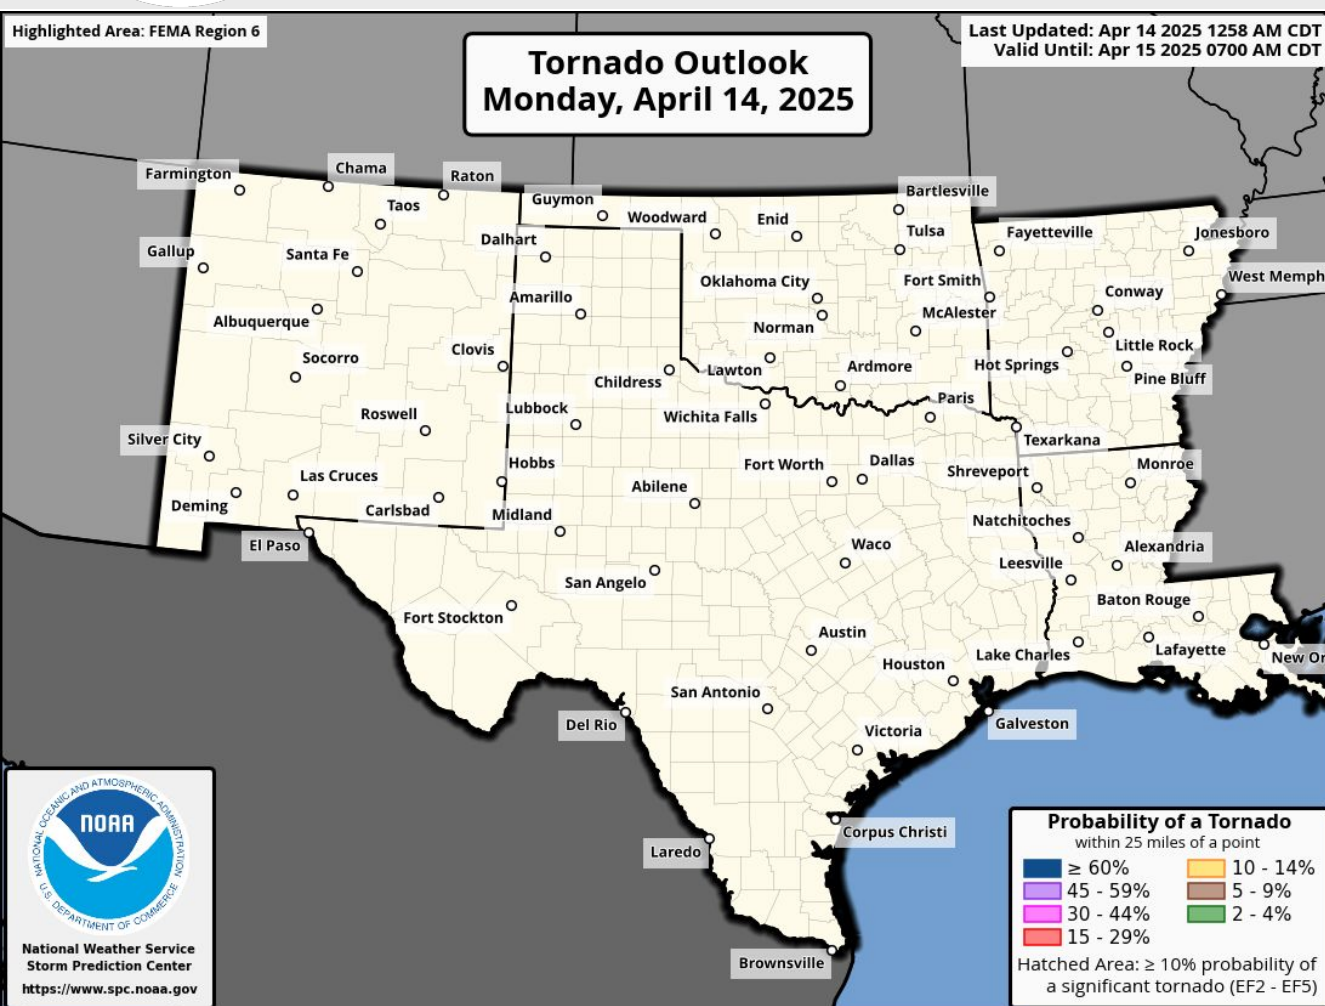 Highlighted Area: FEMA Region 6
Last Updated: Apr 14 2025 1258 AM CDT
Valid Until: Apr 15 2025 0700 AM CDT
Tornado Outlook
Monday, April 14, 2025
Farmington
Chama
Raton
Taos
Guymon
Woodward
Enid
Bartlesville
Tulsa
Fayetteville
Jonesboro
Gallup
Santa Fe
Dalhart
Oklahoma City
Fort Smith
West Memph
Amarillo
Conway
Albuquerque
Norman
McAlester
Little Rock
Socorro
Clovis
Childress
Lawton
Ardmore
Hot Springs
Pine Bluff
Roswell
Lubbock
Wichita Falls
Paris
Texarkana
Silver City
Hobbs
Fort Worth
Dallas
Shreveport
Monroe
Las Cruces
Abilene
Deming
Carlsbad
Midland
Natchitoches
El Paso
Waco
Alexandria
San Angelo
Leesville
Fort Stockton
Baton Rouge
Austin
Lake Charles
Lafayette
New Or
Houston
San Antonio
Del Rio
Victoria
Galveston
Laredo
Corpus Christi
Brownsville
NATIONAL OCEANIC AND ATMOSPHERIC ADMINISTRATION
NOAA
U.S. DEPARTMENT OF COMMERCE
National Weather Service
Storm Prediction Center
https://www.spc.noaa.gov
Probability of a Tornado
within 25 miles of a point
≥ 60%
10 - 14%
45 - 59%
5 - 9%
30 - 44%
2 - 4%
15 - 29%
Hatched Area: ≥ 10% probability of
a significant tornado (EF2 - EF5)